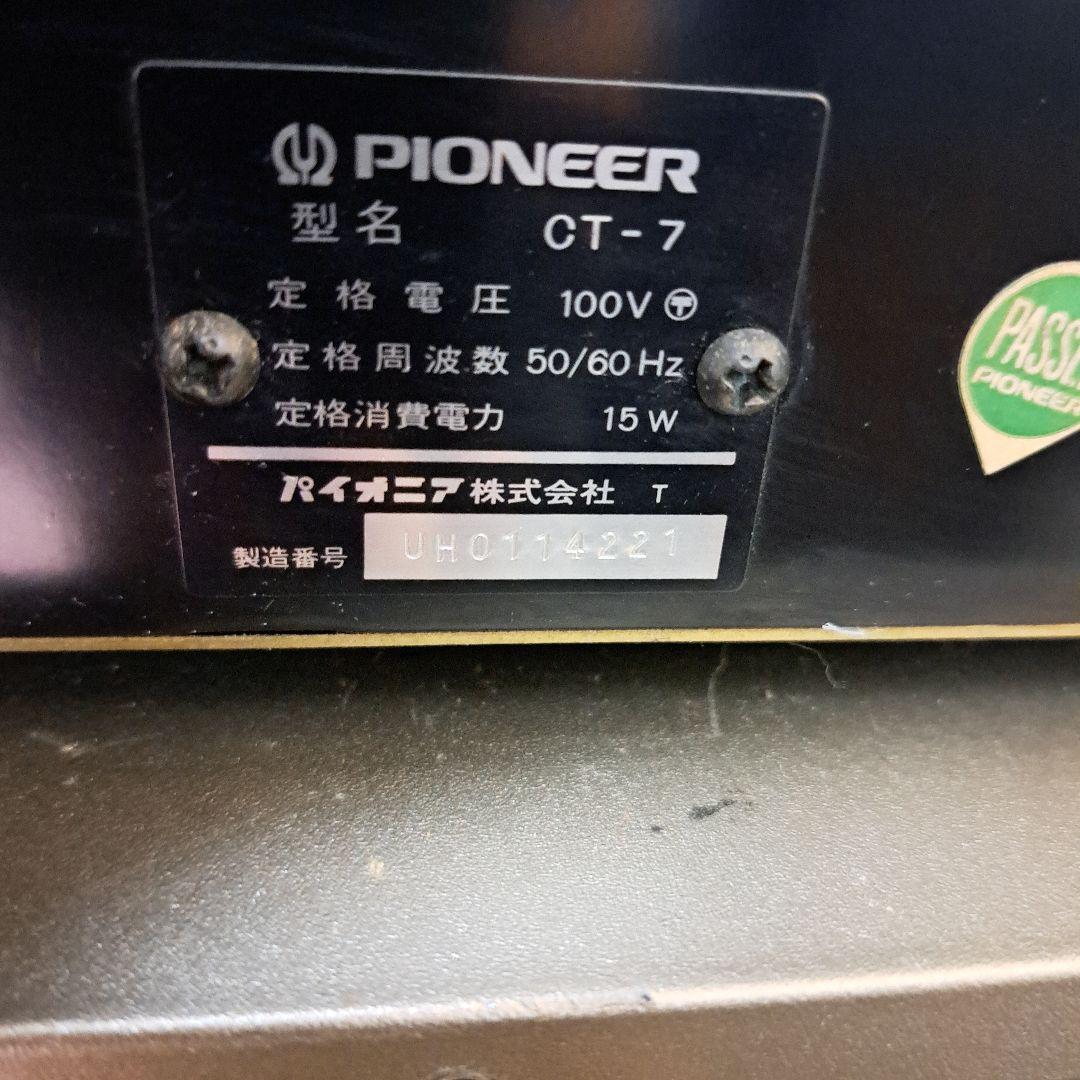 PIONEER
型名 CT-7
定格電圧 100V 〶
定格周波数 50/60Hz
定格消費電力 15W
パイオニア株式会社 T
製造番号 UH0114221
PASSE
PIONEER